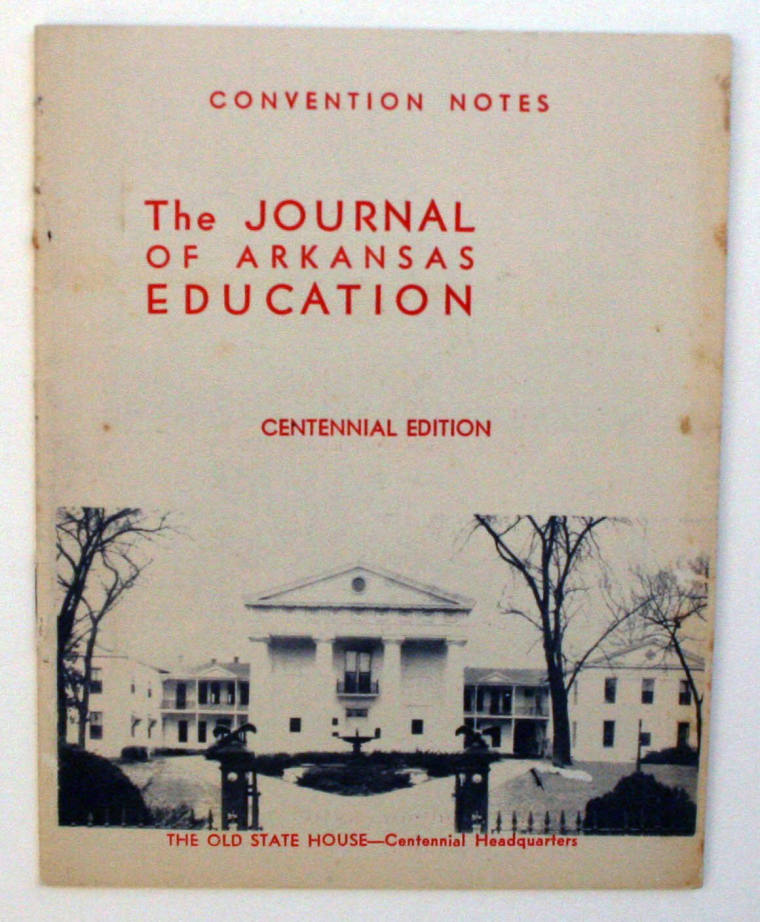 CONVENTION NOTES
The JOURNAL
OF ARKANSAS
EDUCATION
CENTENNIAL EDITION
THE OLD STATE HOUSE—Centennial Headquarters